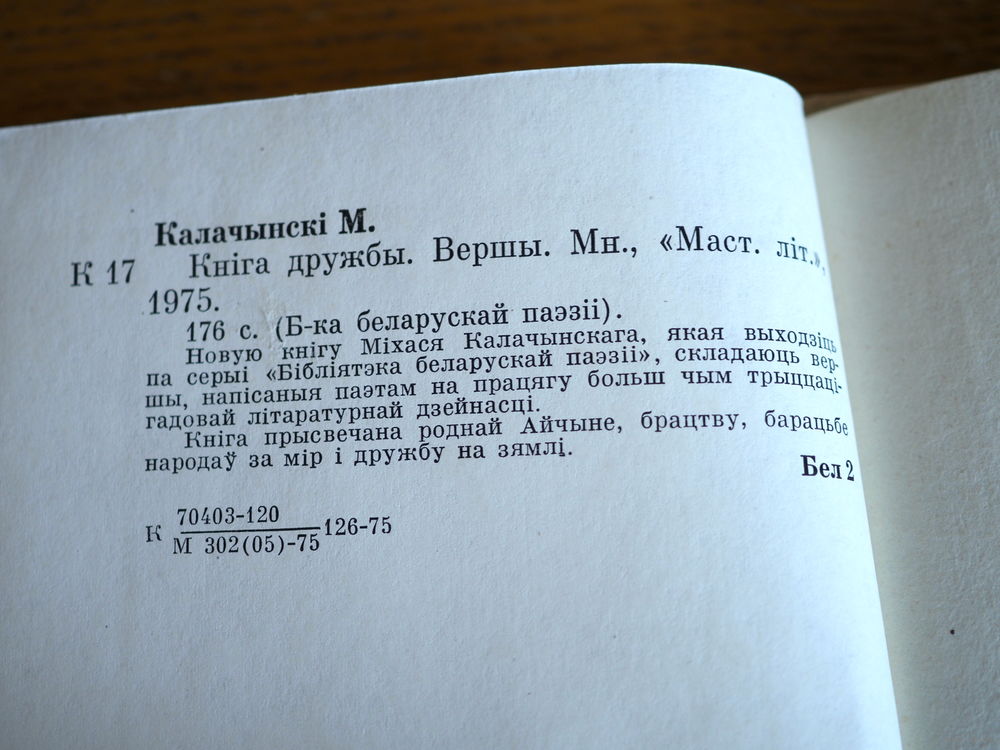 Калачынскі М.
К 17 Кніга дружбы. Вершы. Мн., «Маст. літ.»,
1975.
176 с. (Б-ка беларускай паэзіі).
Новую кнігу Міхася Калачынскага, якая выходзіць
па серыі «Бібліятэка беларускай паэзіі», складаюць вер-
шы, напісаныя паэтам на працягу больш чым трыццаці-
гадовай літаратурнай дзейнасці.
Кніга прысвечана роднай Айчыне, брацтву, барацьбе
народаў за мір і дружбу на зямлі.
Бел 2
70403-120
К 126-75
М 302(05)-75